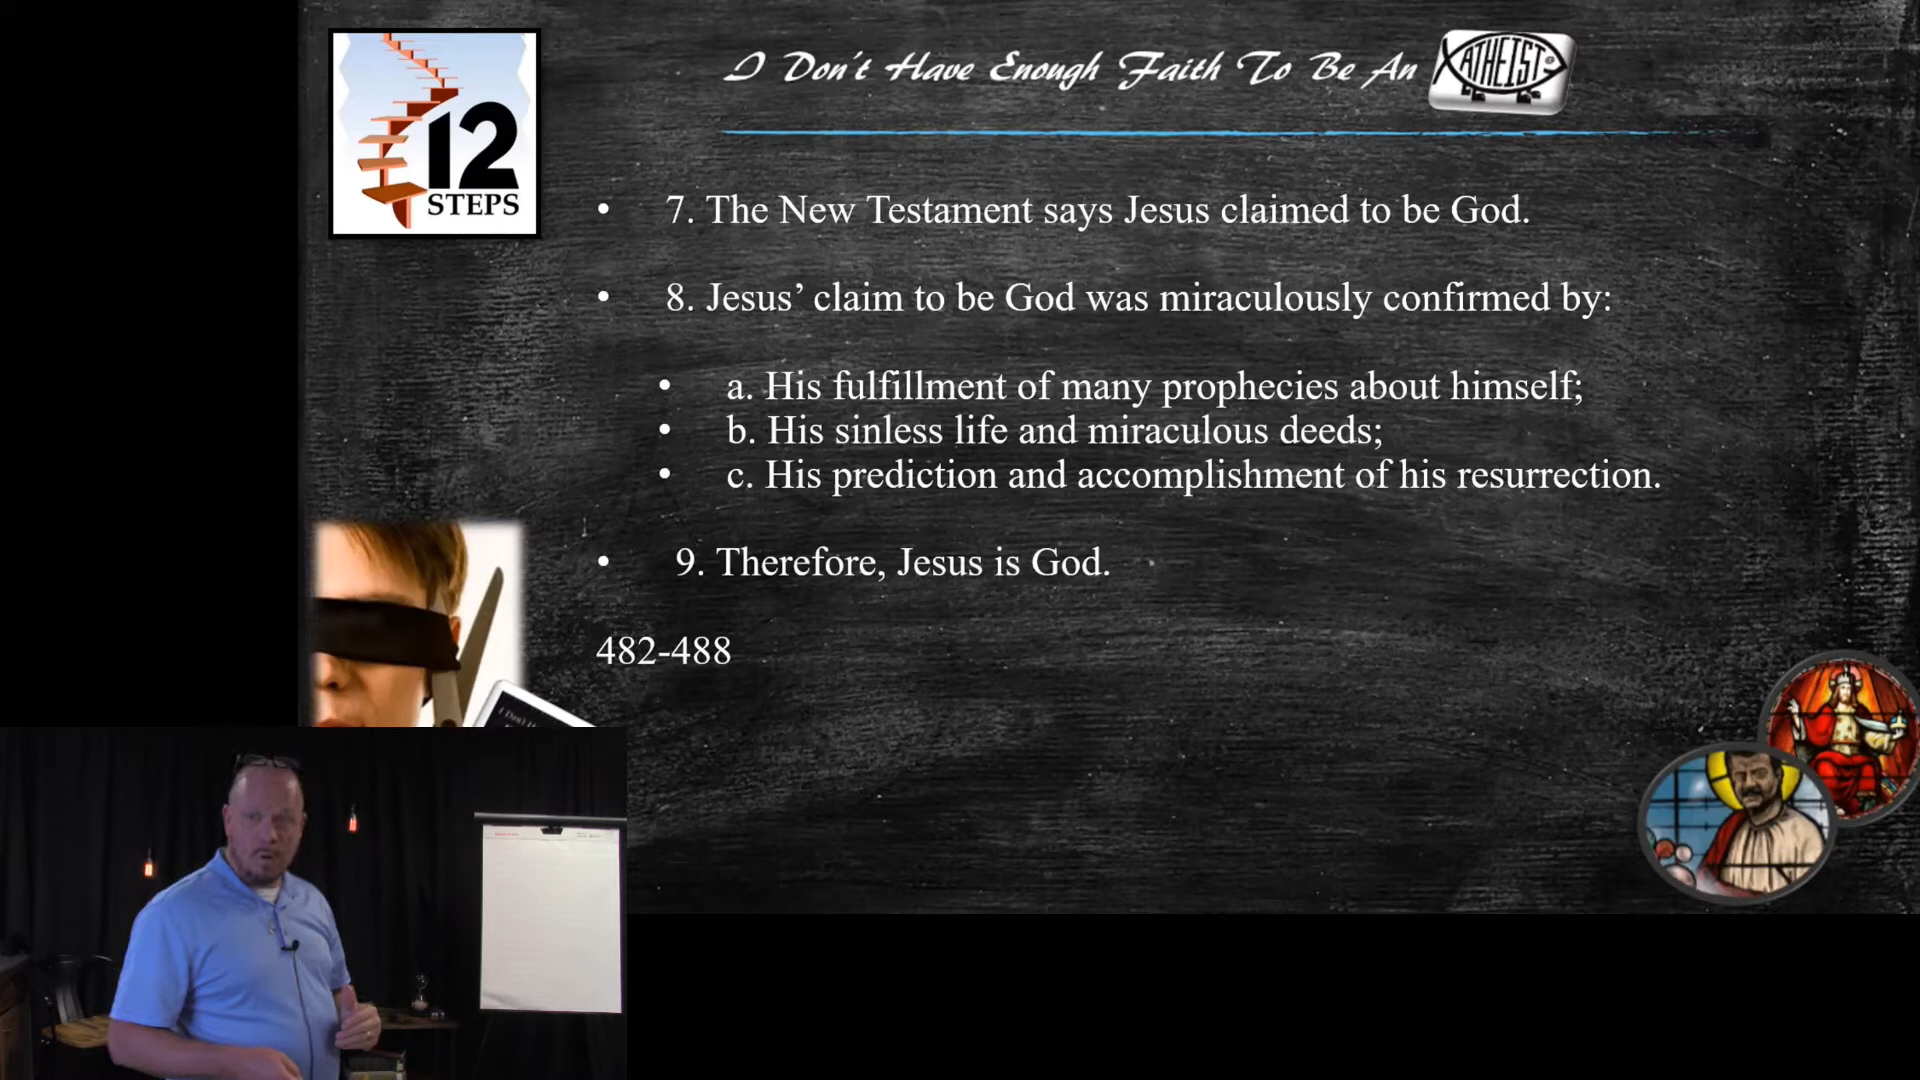 12
STEPS
I Don't Have Enough Faith To Be An
ATHEIST
• 7. The New Testament says Jesus claimed to be God.
• 8. Jesus’ claim to be God was miraculously confirmed by:
• a. His fulfillment of many prophecies about himself;
• b. His sinless life and miraculous deeds;
• c. His prediction and accomplishment of his resurrection.
• 9. Therefore, Jesus is God.
482-488
I Don't